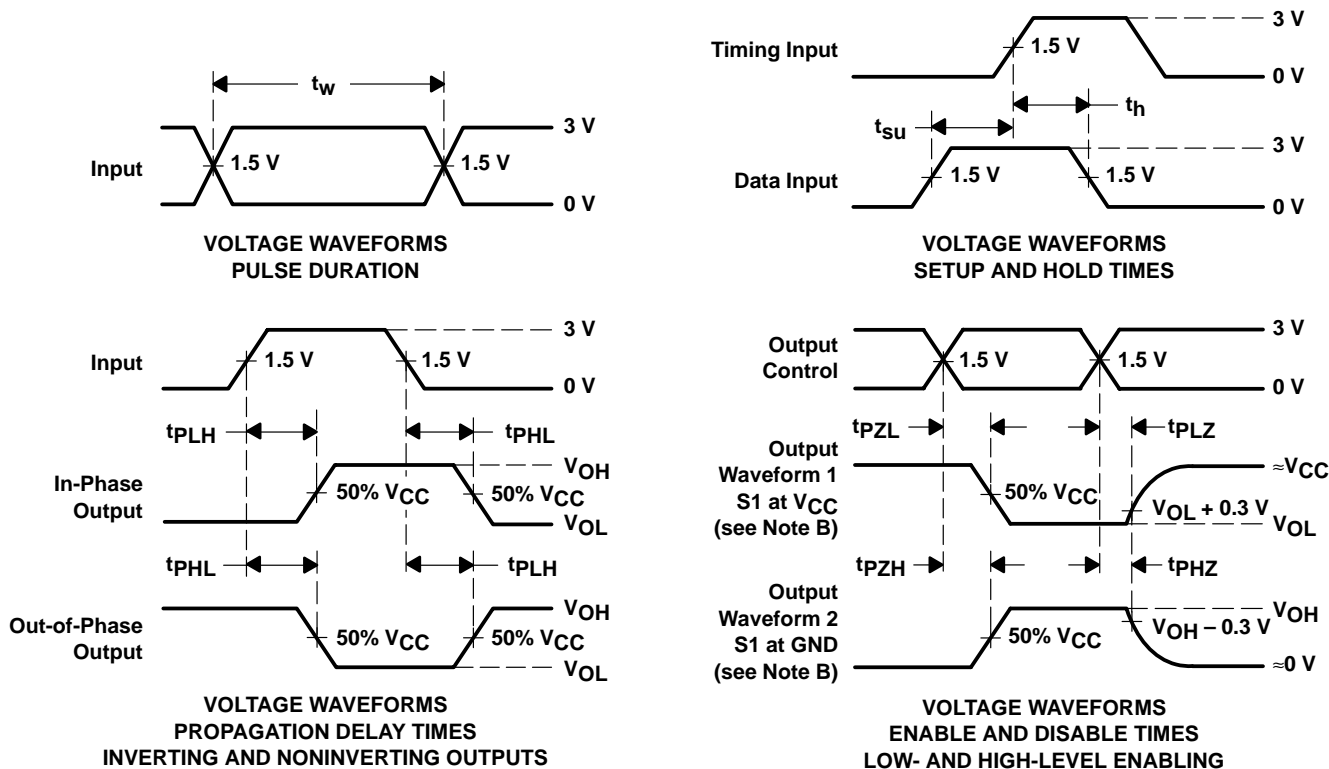 tw
3 V
Input
1.5 V
1.5 V
0 V
VOLTAGE WAVEFORMS
PULSE DURATION
3 V
Timing Input
1.5 V
0 V
th
tsu
3 V
Data Input
1.5 V
1.5 V
0 V
VOLTAGE WAVEFORMS
SETUP AND HOLD TIMES
3 V
Input
1.5 V
1.5 V
0 V
tPLH
tPHL
VOH
In-Phase
Output
50% VCC
50% VCC
VOL
tPHL
tPLH
VOH
Out-of-Phase
Output
50% VCC
50% VCC
VOL
VOLTAGE WAVEFORMS
PROPAGATION DELAY TIMES
INVERTING AND NONINVERTING OUTPUTS
3 V
Output
Control
1.5 V
1.5 V
0 V
tPZL
tPLZ
Output
Waveform 1
S1 at VCC
(see Note B)
≈VCC
50% VCC
VOL + 0.3 V
VOL
tPZH
tPHZ
Output
Waveform 2
S1 at GND
(see Note B)
VOH
50% VCC
VOH – 0.3 V
≈0 V
VOLTAGE WAVEFORMS
ENABLE AND DISABLE TIMES
LOW- AND HIGH-LEVEL ENABLING